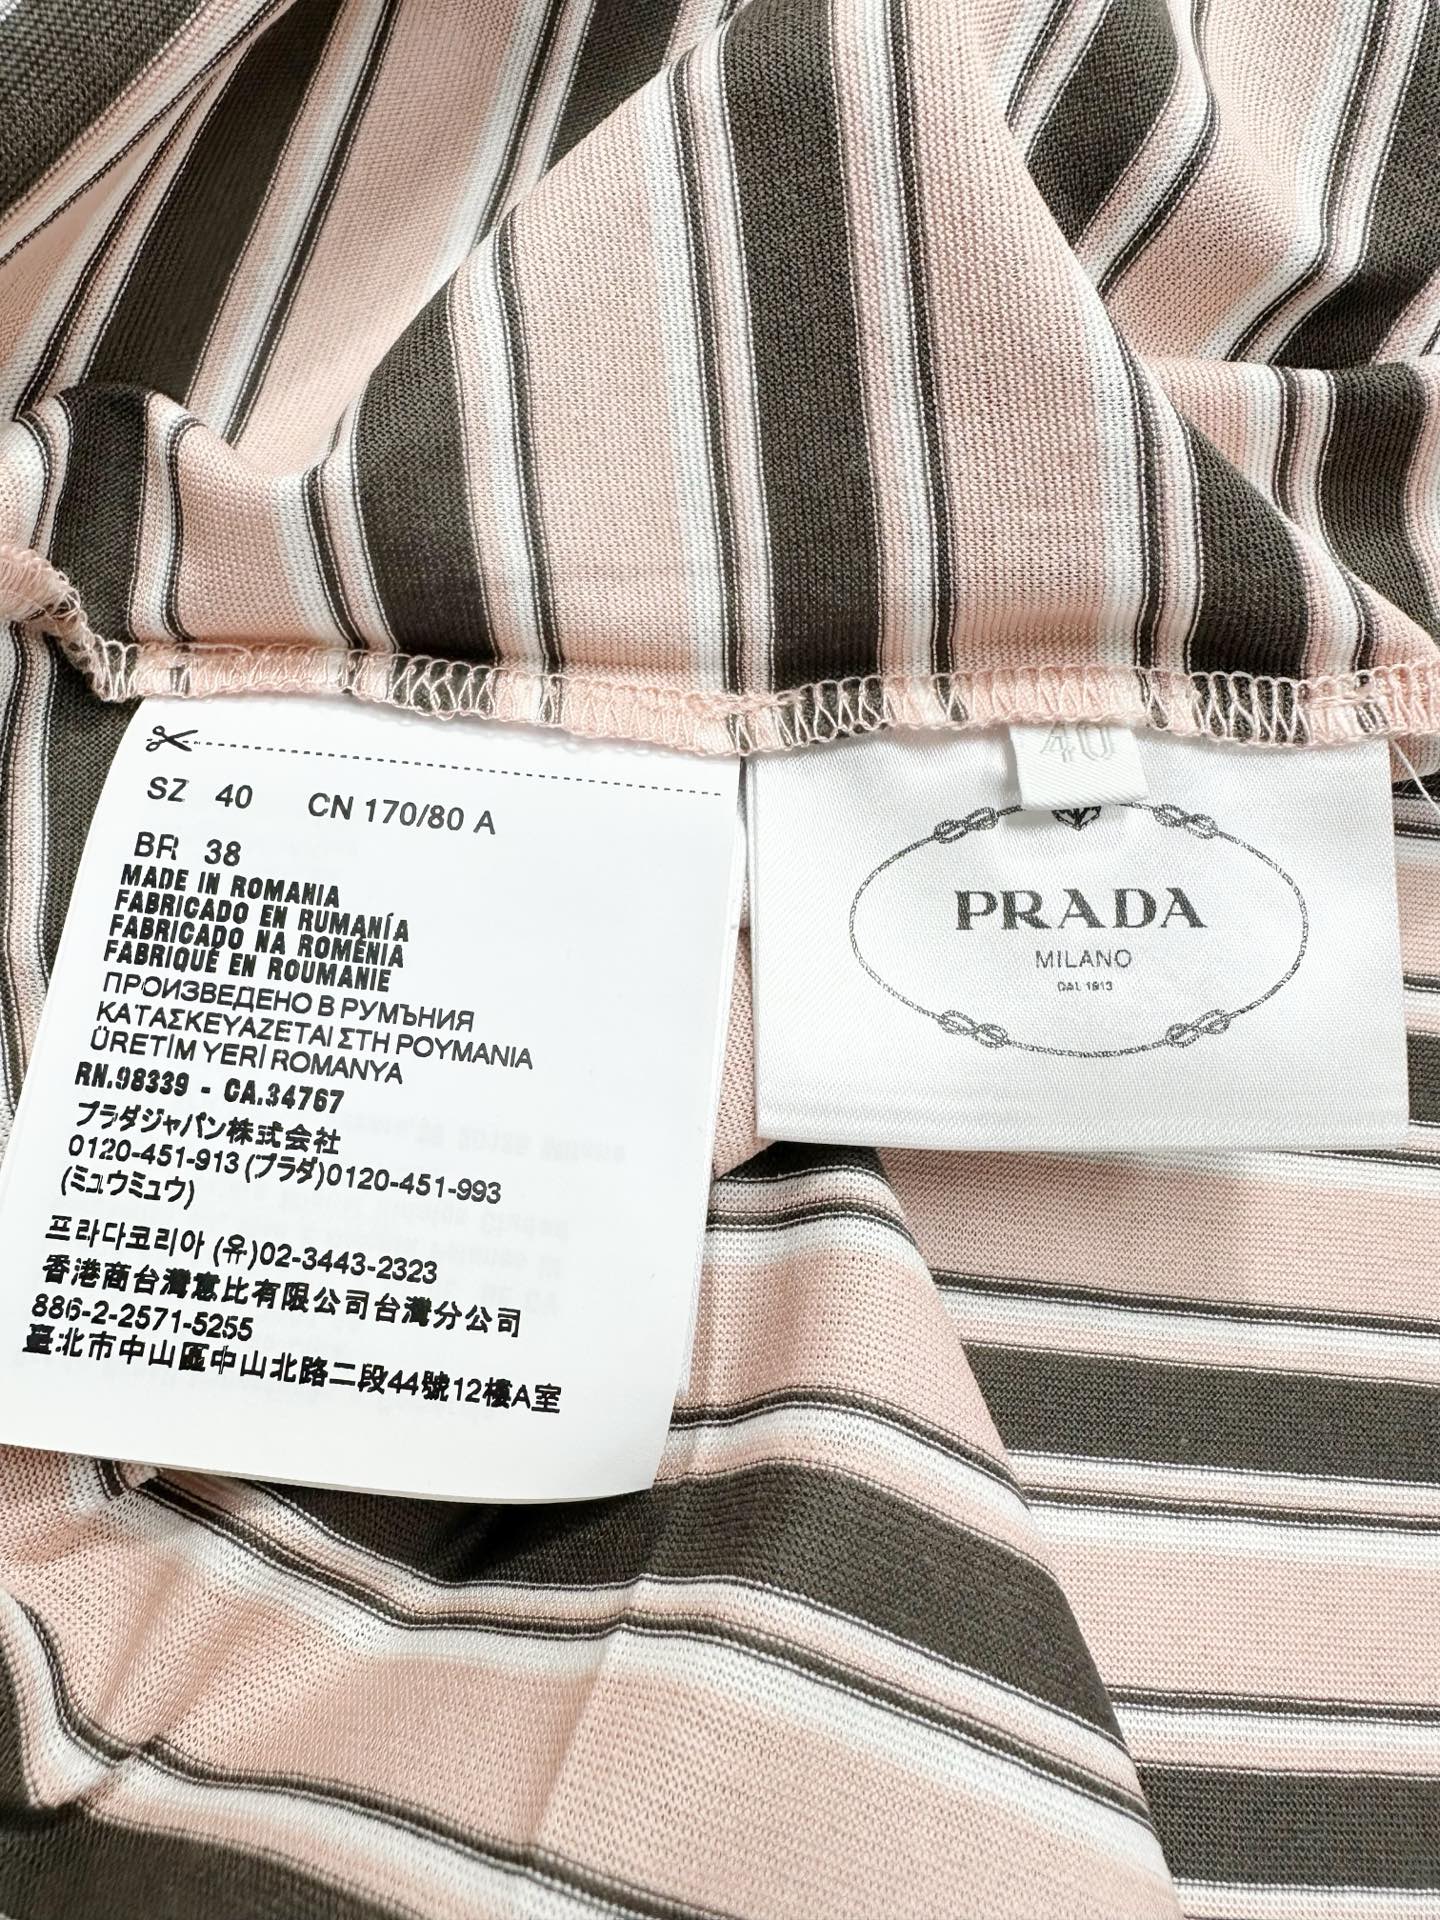 SZ 40 CN 170/80 A
BR 38
MADE IN ROMANIA
FABRICADO EN RUMANÍA
FABRICADO NA ROMÉNIA
FABRIQUÉ EN ROUMANIE
ПРОИЗВЕДЕНО В РУМЪНИЯ
ΚΑΤΑΣΚΕΥΑΖΕΤΑΙ ΣΤΗ ΡΟΥΜΑΝΙΑ
ÜRETİM YERİ ROMANYA
RN.98339 - CA.34767
プラダジャパン株式会社
0120-451-913 (プラダ)0120-451-993
(ミュウミュウ)
프라다코리아 (유)02-3443-2323
香港商台灣意比有限公司台灣分公司
886-2-2571-5255
臺北市中山區中山北路二段44號12樓A室
40
PRADA
MILANO
DAL 1913